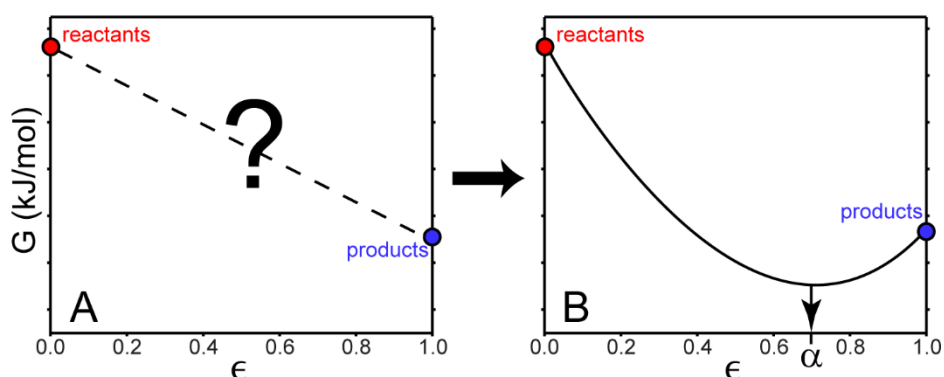 reactants
?
G (kJ/mol)
products
A
0.0 0.2 0.4 0.6 0.8 1.0
ϵ
reactants
products
B
0.0 0.2 0.4 0.6 α 0.8 1.0
ϵ